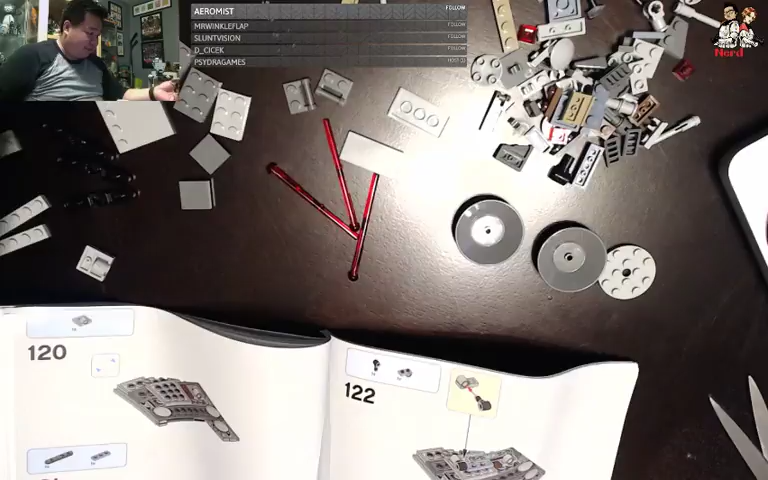 AEROMIST FOLLOW
MRWINKLEFLAP FOLLOW
SLUNTVISION FOLLOW
D_CICEK FOLLOW
PSYDRAGAMES
Nerd
120
122